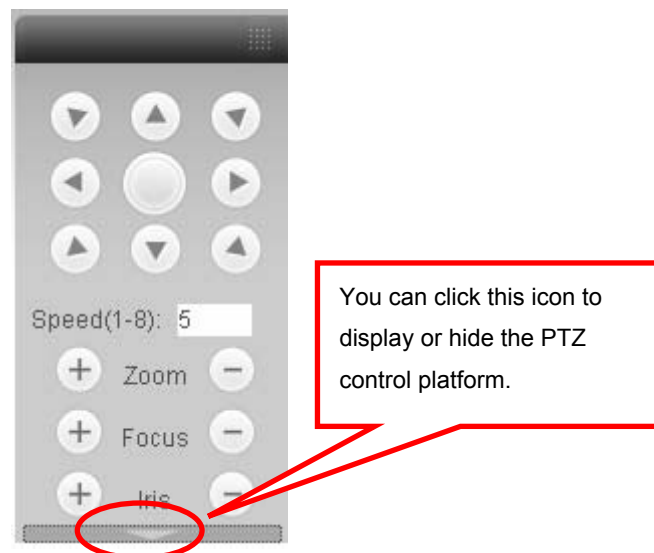 Speed(1-8): 5
+ Zoom −
+ Focus −
+ Iris −
You can click this icon to
display or hide the PTZ
control platform.